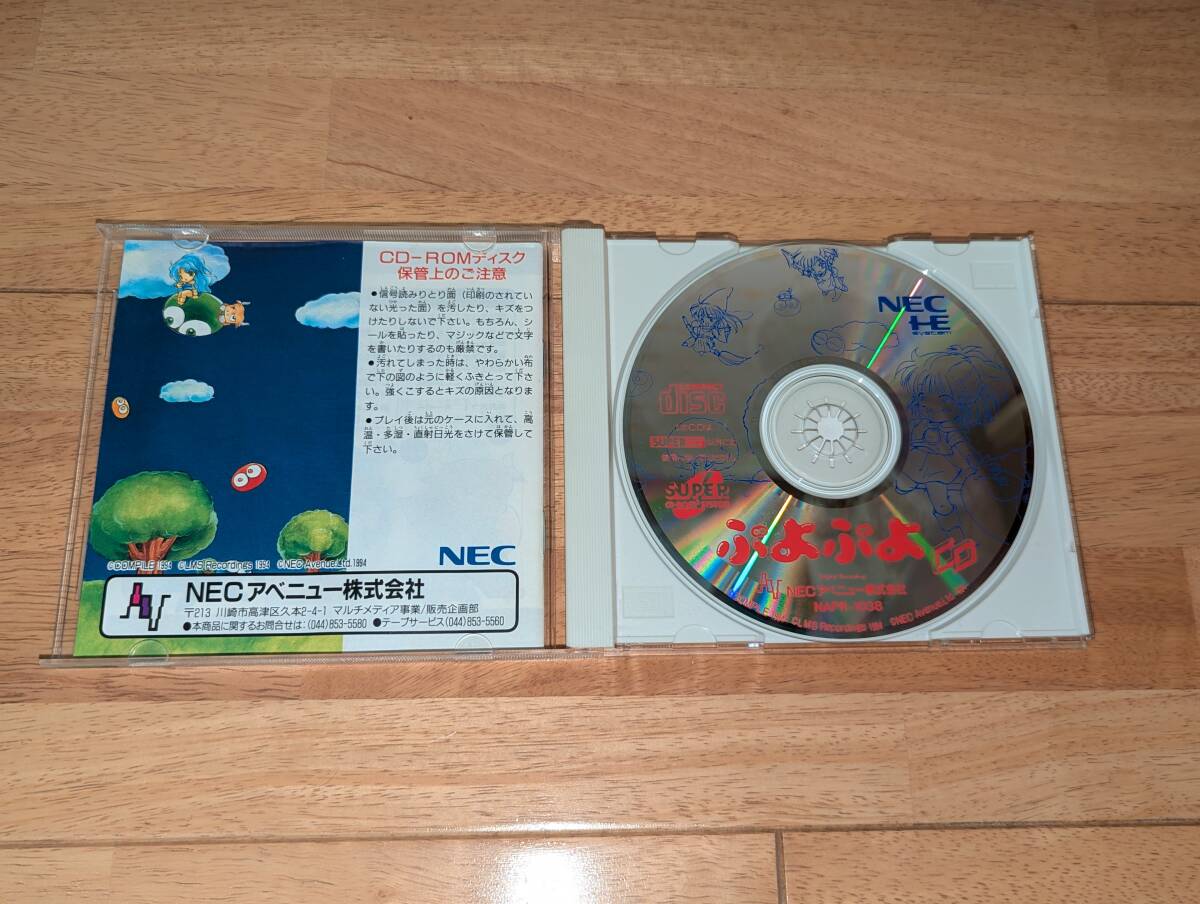 CD-ROMディスク
保管上のご注意
●信号読みとり面(印刷のされてい
ない光った面)を汚したり、キズをつ
けたりしないで下さい。もちろん、シ
ールを貼ったり、マジックなどで文字
を書いたりするのも厳禁です。
●汚れてしまった時は、やわらかい布
で下の図のように軽くふきとって下さ
い。強くこするとキズの原因となりま
す。
●プレイ後は元のケースに入れて、高
温・多湿・直射日光をさけて保管して
下さい。
NEC
©COMPILE 1994 ©LMS Recordings 1994 ©NEC Avenue,Ltd.1994
NECアベニュー株式会社
〒213 川崎市高津区久本2-4-1 マルチメディア事業/販売企画部
●本商品に関するお問合せは:(044)853-5580 ●テープサービス(044)853-5560
NEC
HE
system
COMPACT
disc
SUPER
SUPER
ぷよぷよ CD
NECアベニュー株式会社
NAPR-1038
©LMS Recordings 1994 ©NEC Avenue,Ltd.